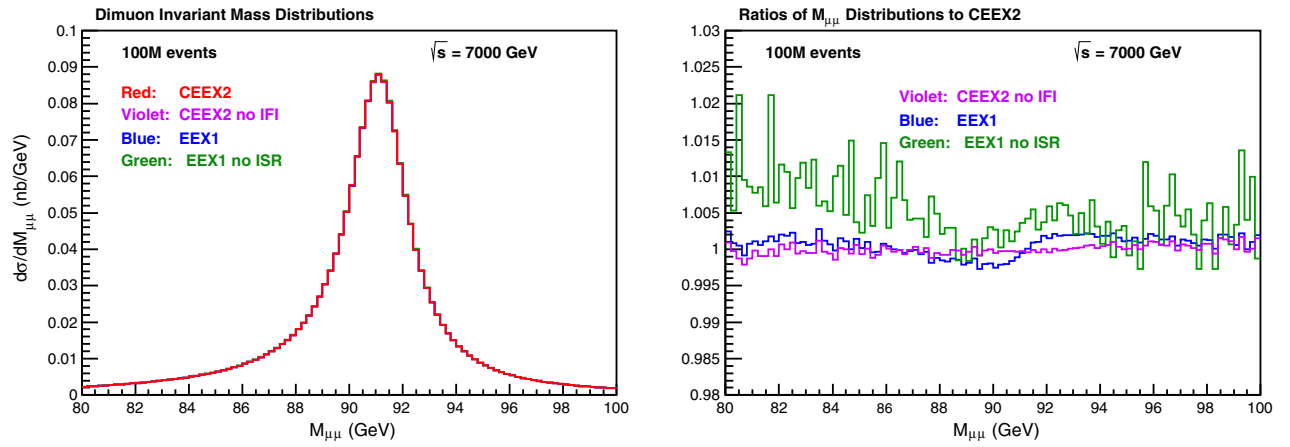 Dimuon Invariant Mass Distributions
100M events
√s = 7000 GeV
Red: CEEX2
Violet: CEEX2 no IFI
Blue: EEX1
Green: EEX1 no ISR
dσ/dMμμ (nb/GeV)
0.1
0.09
0.08
0.07
0.06
0.05
0.04
0.03
0.02
0.01
0
80 82 84 86 88 90 92 94 96 98 100
Mμμ (GeV)
Ratios of Mμμ Distributions to CEEX2
100M events
√s = 7000 GeV
Violet: CEEX2 no IFI
Blue: EEX1
Green: EEX1 no ISR
1.03
1.025
1.02
1.015
1.01
1.005
1
0.995
0.99
0.985
0.98
80 82 84 86 88 90 92 94 96 98 100
Mμμ (GeV)